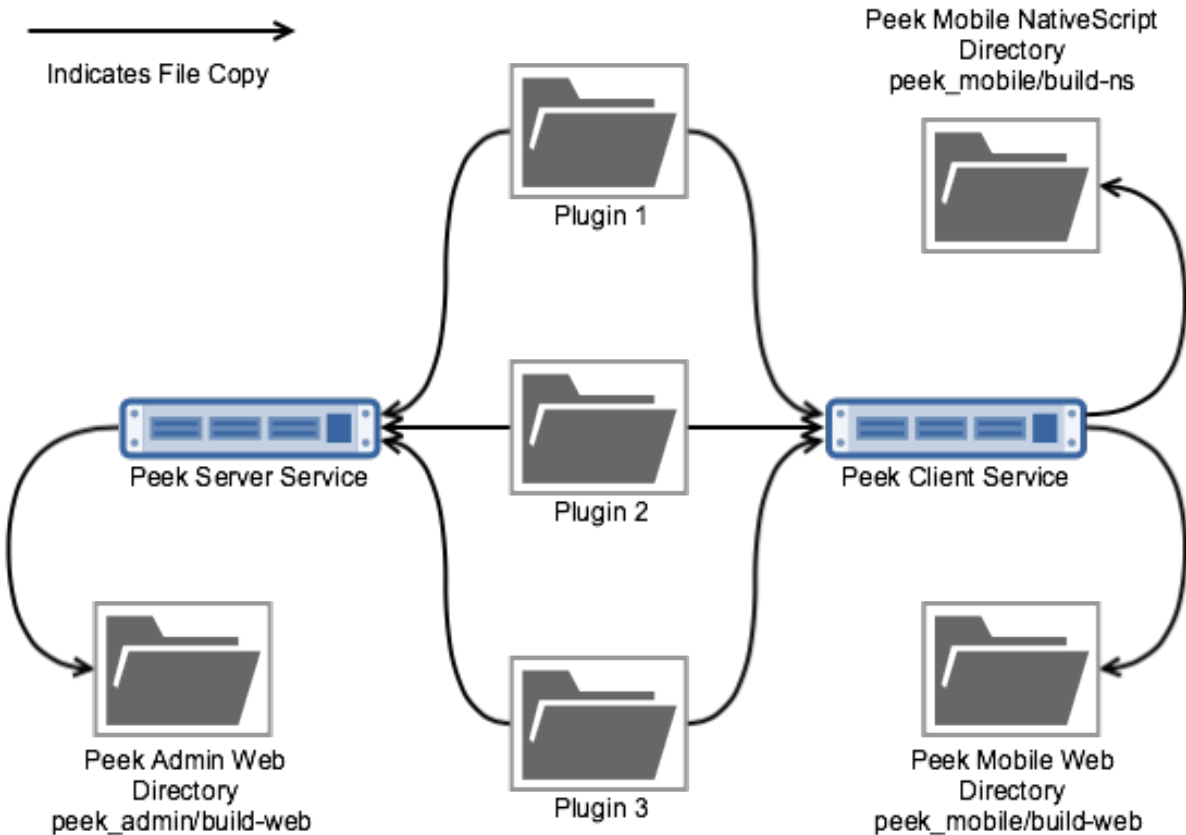 Indicates File Copy
Peek Mobile NativeScript
Directory
peek_mobile/build-ns
Plugin 1
Peek Server Service
Plugin 2
Peek Client Service
Peek Admin Web
Directory
peek_admin/build-web
Plugin 3
Peek Mobile Web
Directory
peek_mobile/build-web